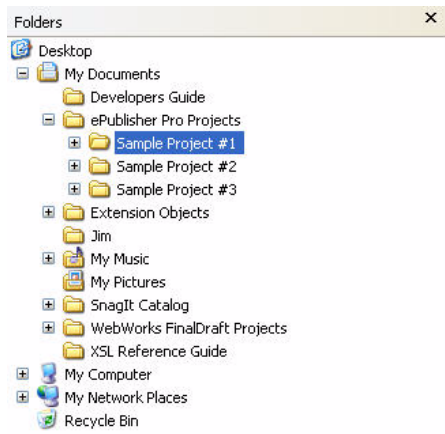 Folders
Desktop
My Documents
Developers Guide
ePublisher Pro Projects
Sample Project #1
Sample Project #2
Sample Project #3
Extension Objects
Jim
My Music
My Pictures
SnagIt Catalog
WebWorks FinalDraft Projects
XSL Reference Guide
My Computer
My Network Places
Recycle Bin